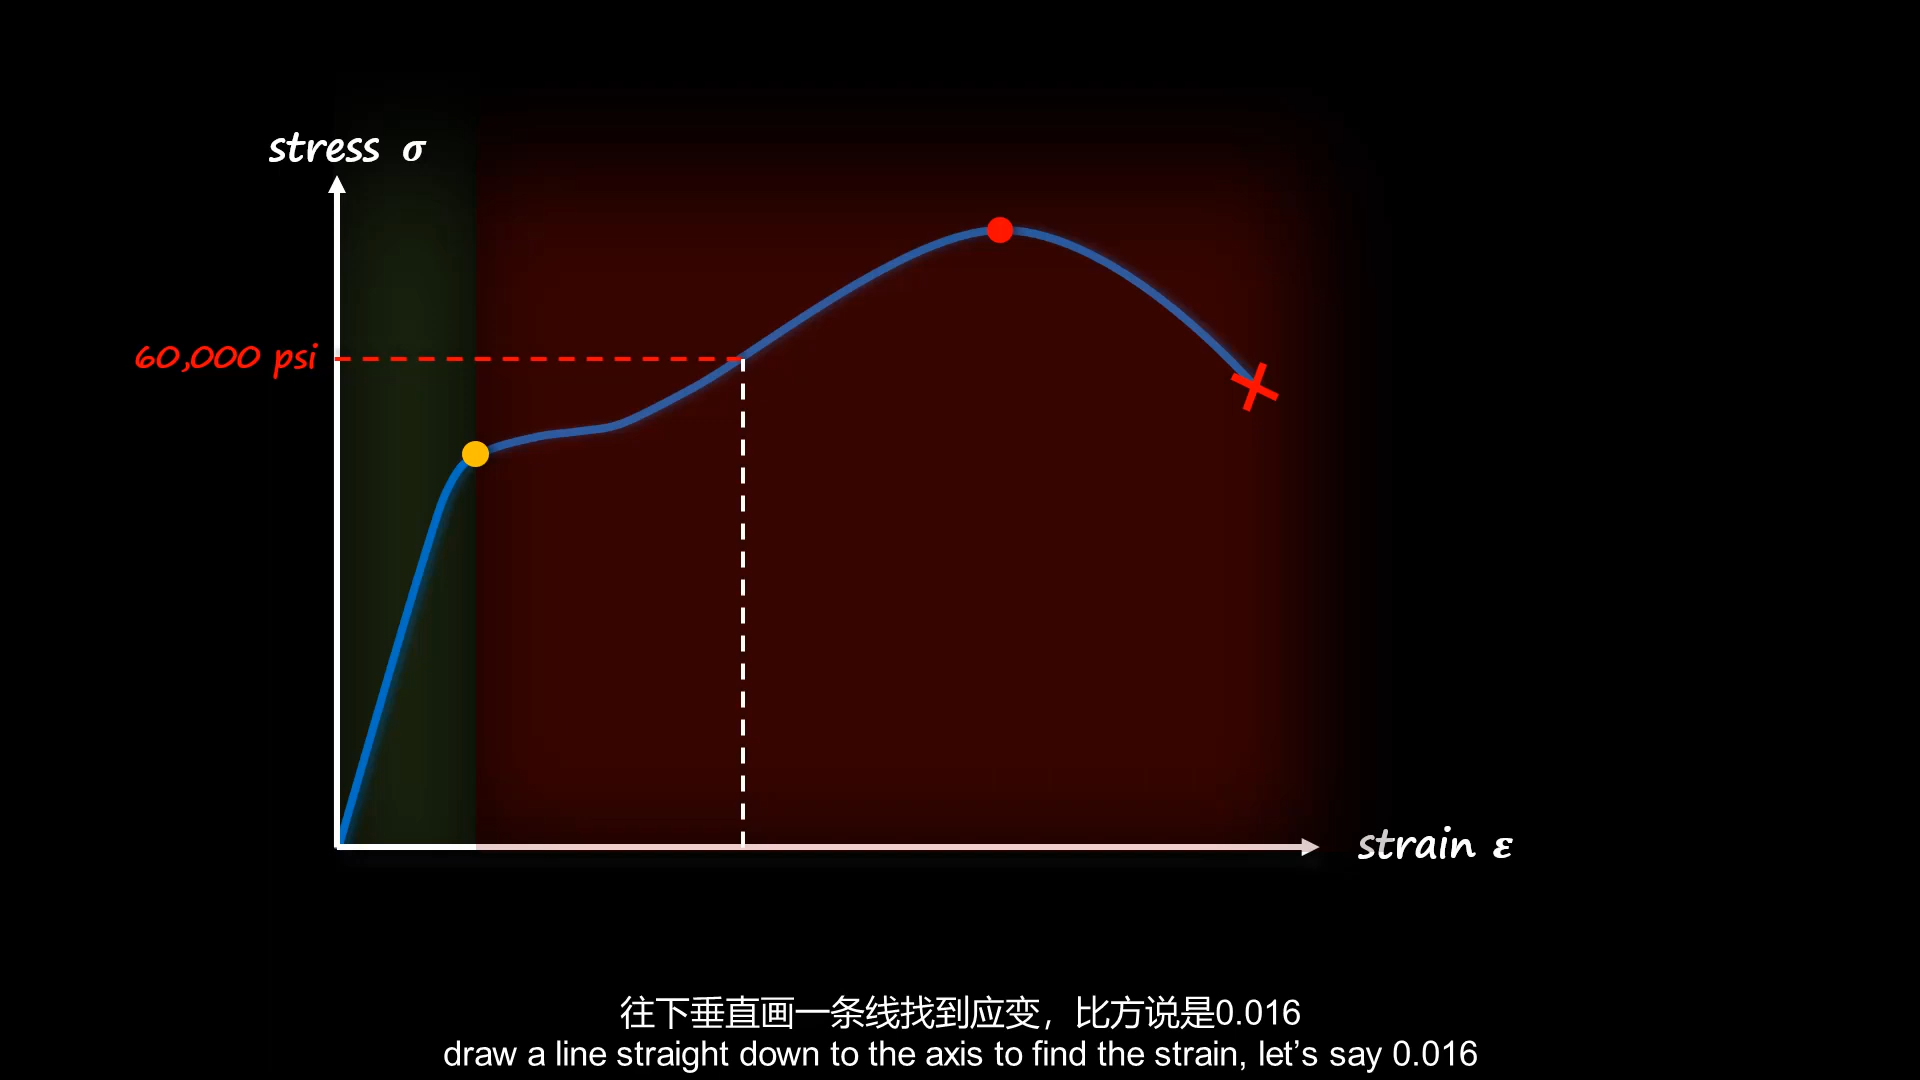 stress σ
60,000 psi
strain ε
往下垂直画一条线找到应变，比方说是0.016
draw a line straight down to the axis to find the strain, let’s say 0.016